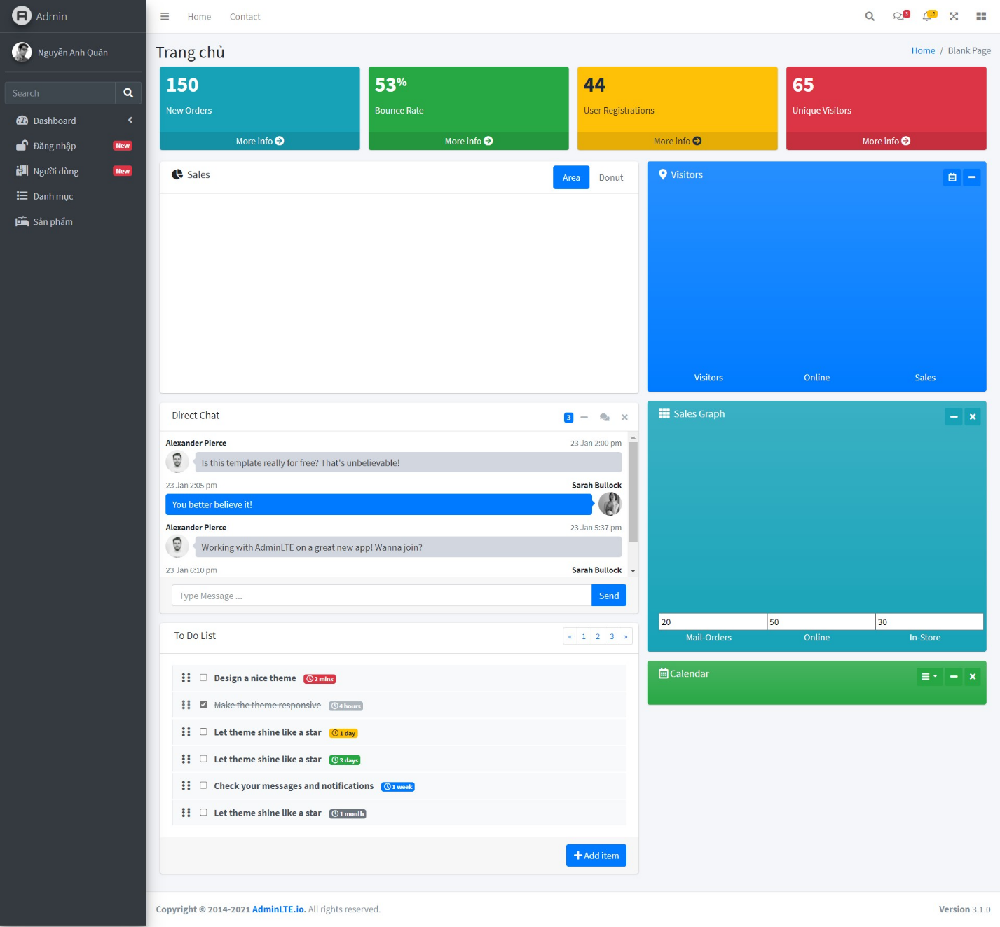 Admin
Home
Contact
3
15
Nguyễn Anh Quân
Trang chủ
Home / Blank Page
Search
Dashboard
Đăng nhập
New
Người dùng
New
Danh mục
Sản phẩm
150
New Orders
More info
53%
Bounce Rate
More info
44
User Registrations
More info
65
Unique Visitors
More info
Sales
Area
Donut
Visitors
Visitors
Online
Sales
Direct Chat
3
Alexander Pierce
23 Jan 2:00 pm
Is this template really for free? That's unbelievable!
23 Jan 2:05 pm
Sarah Bullock
You better believe it!
Alexander Pierce
23 Jan 5:37 pm
Working with AdminLTE on a great new app! Wanna join?
23 Jan 6:10 pm
Sarah Bullock
Type Message ...
Send
Sales Graph
20
50
30
Mail-Orders
Online
In-Store
To Do List
« 1 2 3 »
Design a nice theme 2 mins
Make the theme responsive 4 hours
Let theme shine like a star 1 day
Let theme shine like a star 3 days
Check your messages and notifications 1 week
Let theme shine like a star 1 month
Add item
Calendar
Copyright © 2014-2021 AdminLTE.io. All rights reserved.
Version 3.1.0